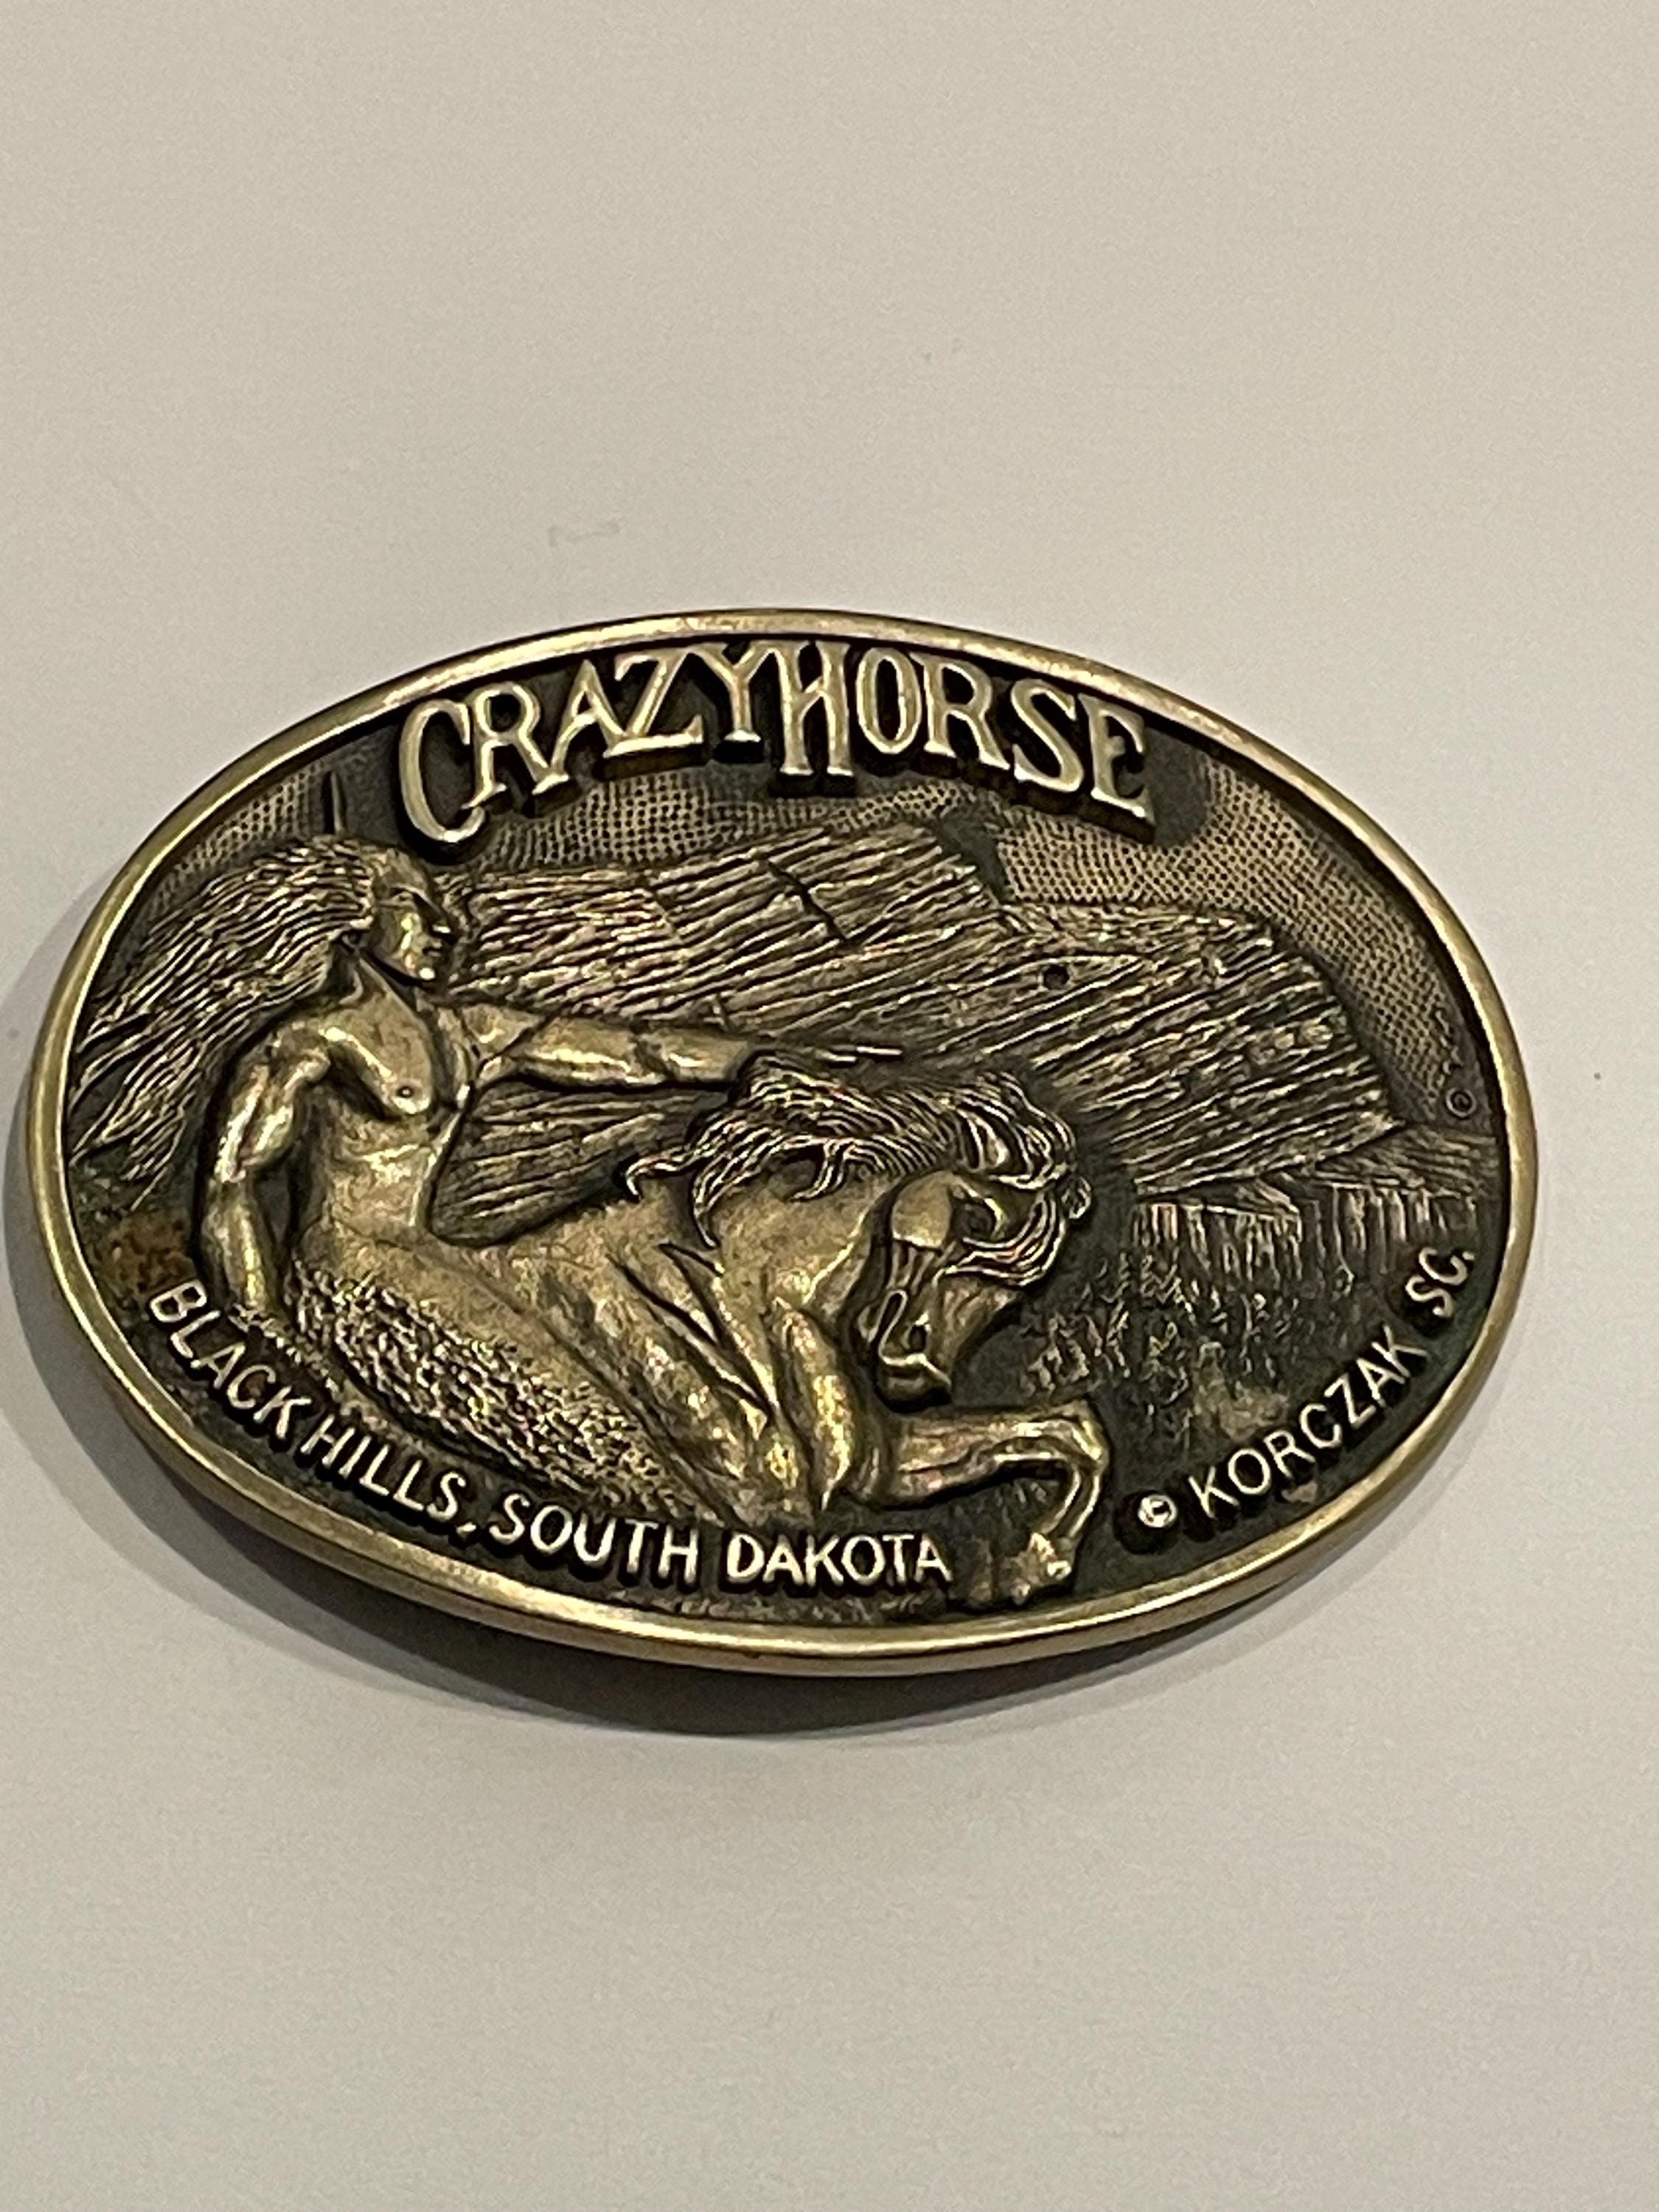 CRAZYHORSE
BLACK HILLS, SOUTH DAKOTA
© KORCZAK SC.